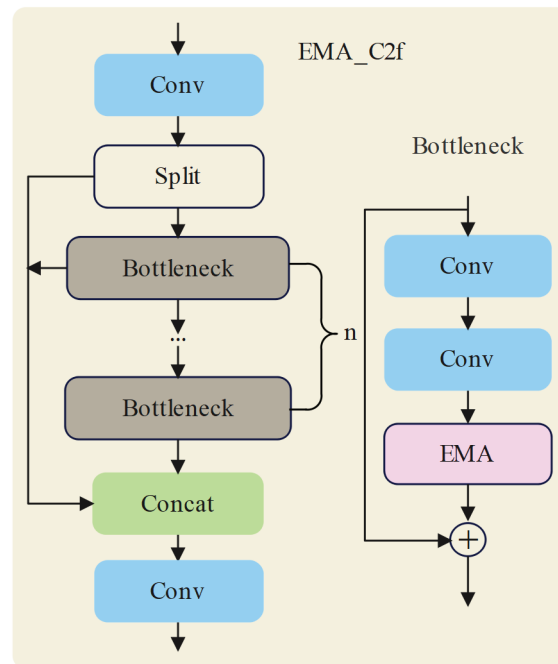 EMA_C2f
Conv
Split
Bottleneck
...
Bottleneck
n
Concat
Conv
Bottleneck
Conv
Conv
EMA
+